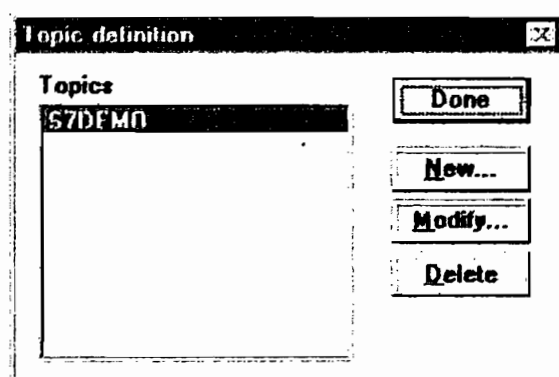 Topic definition
Topics
S7DEMO
Done
New...
Modify...
Delete